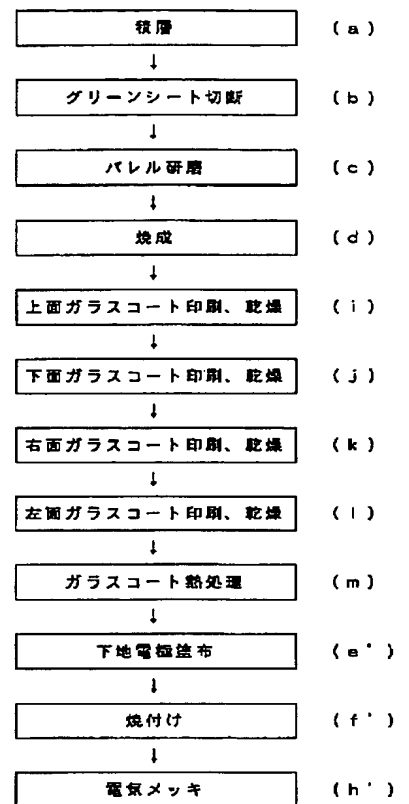 積層 (a)
↓
グリーンシート切断 (b)
↓
バレル研磨 (c)
↓
焼成 (d)
↓
上面ガラスコート印刷、乾燥 (i)
↓
下面ガラスコート印刷、乾燥 (j)
↓
右面ガラスコート印刷、乾燥 (k)
↓
左面ガラスコート印刷、乾燥 (l)
↓
ガラスコート熱処理 (m)
↓
下地電極塗布 (e')
↓
焼付け (f')
↓
電気メッキ (h')